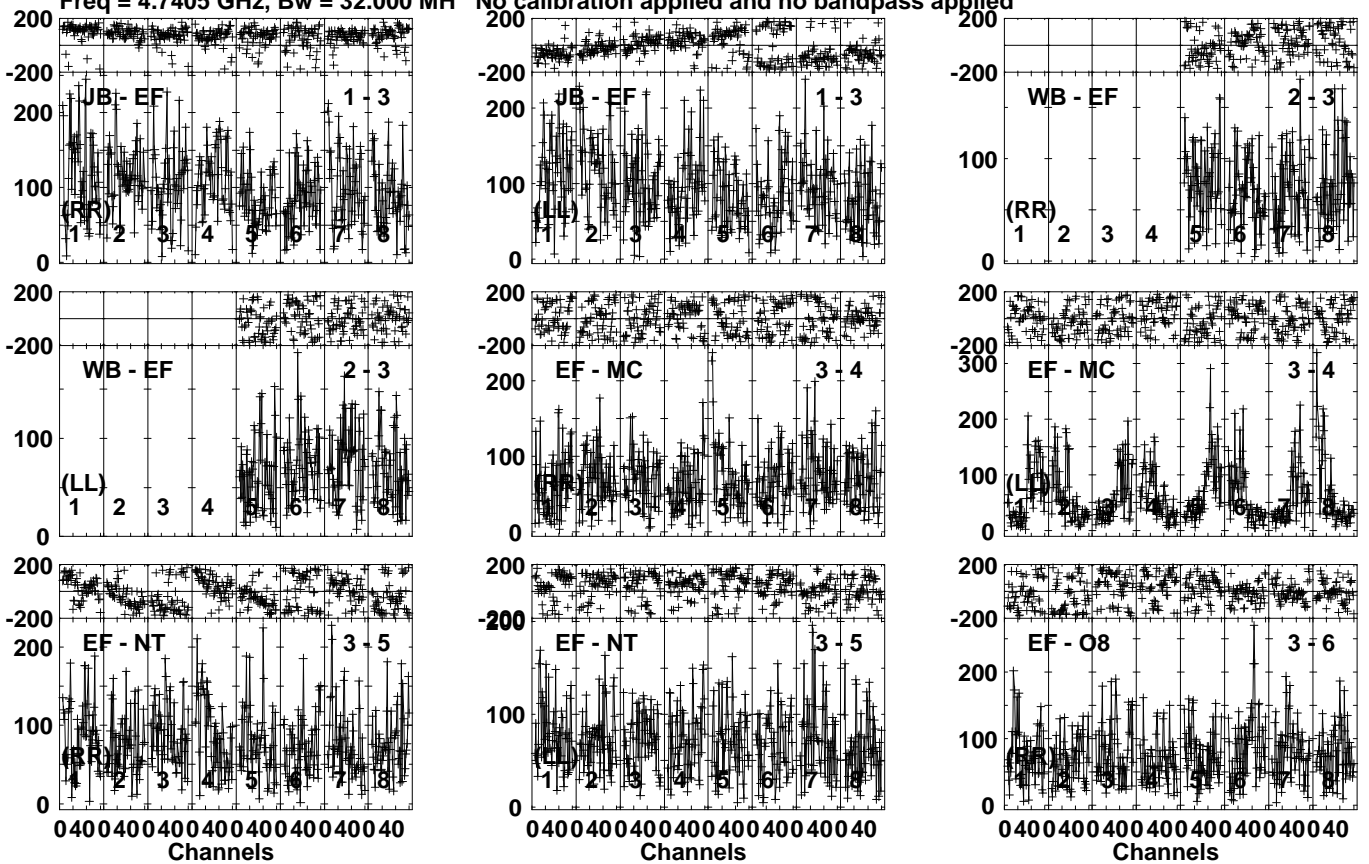 Freq = 4.7405 GHz, Bw = 32.000 MH No calibration applied and no bandpass applied
200
-200
200
100
0
JB - EF 1 - 3
(RR)
1 2 3 4 5 6 7 8
200
-200
200
100
0
JB - EF 1 - 3
(LL)
1 2 3 4 5 6 7 8
200
-200
100
0
WB - EF 2 - 3
(RR)
1 2 3 4 5 6 7 8
200
-200
100
0
WB - EF 2 - 3
(LL)
1 2 3 4 5 6 7 8
200
-200
200
100
0
EF - MC 3 - 4
(RR)
1 2 3 4 5 6 7 8
200
-200
300
200
100
0
EF - MC 3 - 4
(LL)
1 2 3 4 5 6 7 8
200
-200
200
100
0
EF - NT 3 - 5
(RR)
1 2 3 4 5 6 7 8
0 40 0 40 0 40 0 40 0 40 0 40 0 40 0 40
Channels
200
-200
200
100
0
EF - NT 3 - 5
(LL)
1 2 3 4 5 6 7 8
0 40 0 40 0 40 0 40 0 40 0 40 0 40 0 40
Channels
200
-200
200
100
0
EF - O8 3 - 6
(RR)
1 2 3 4 5 6 7 8
0 40 0 40 0 40 0 40 0 40 0 40 0 40 0 40
Channels